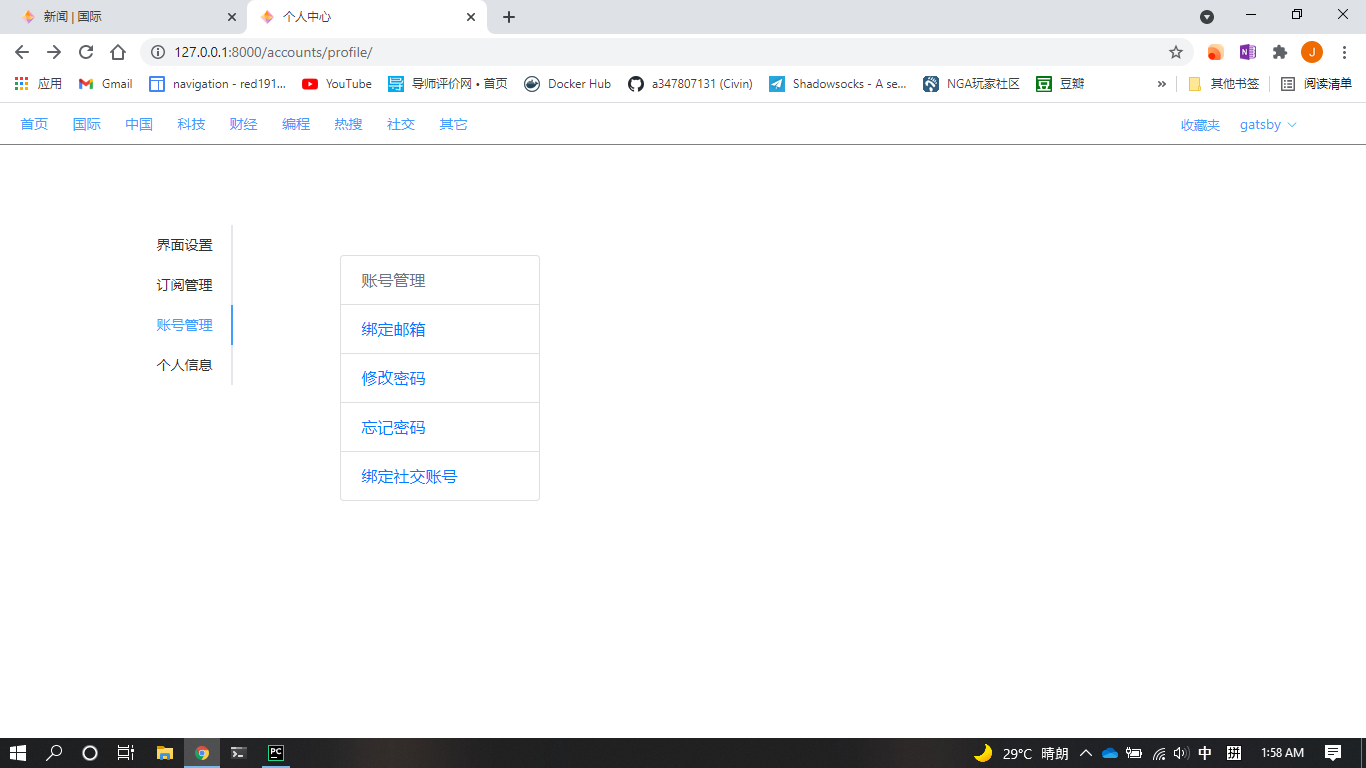 新闻 | 国际
个人中心
127.0.0.1:8000/accounts/profile/
J
应用 Gmail navigation - red191... YouTube 导师评价网 • 首页 Docker Hub a347807131 (Civin) Shadowsocks - A se... NGA玩家社区 豆瓣 » 其他书签 阅读清单
首页 国际 中国 科技 财经 编程 热搜 社交 其它 收藏夹 gatsby
界面设置
订阅管理
账号管理
个人信息
账号管理
绑定邮箱
修改密码
忘记密码
绑定社交账号
29°C 晴朗 中 拼 1:58 AM